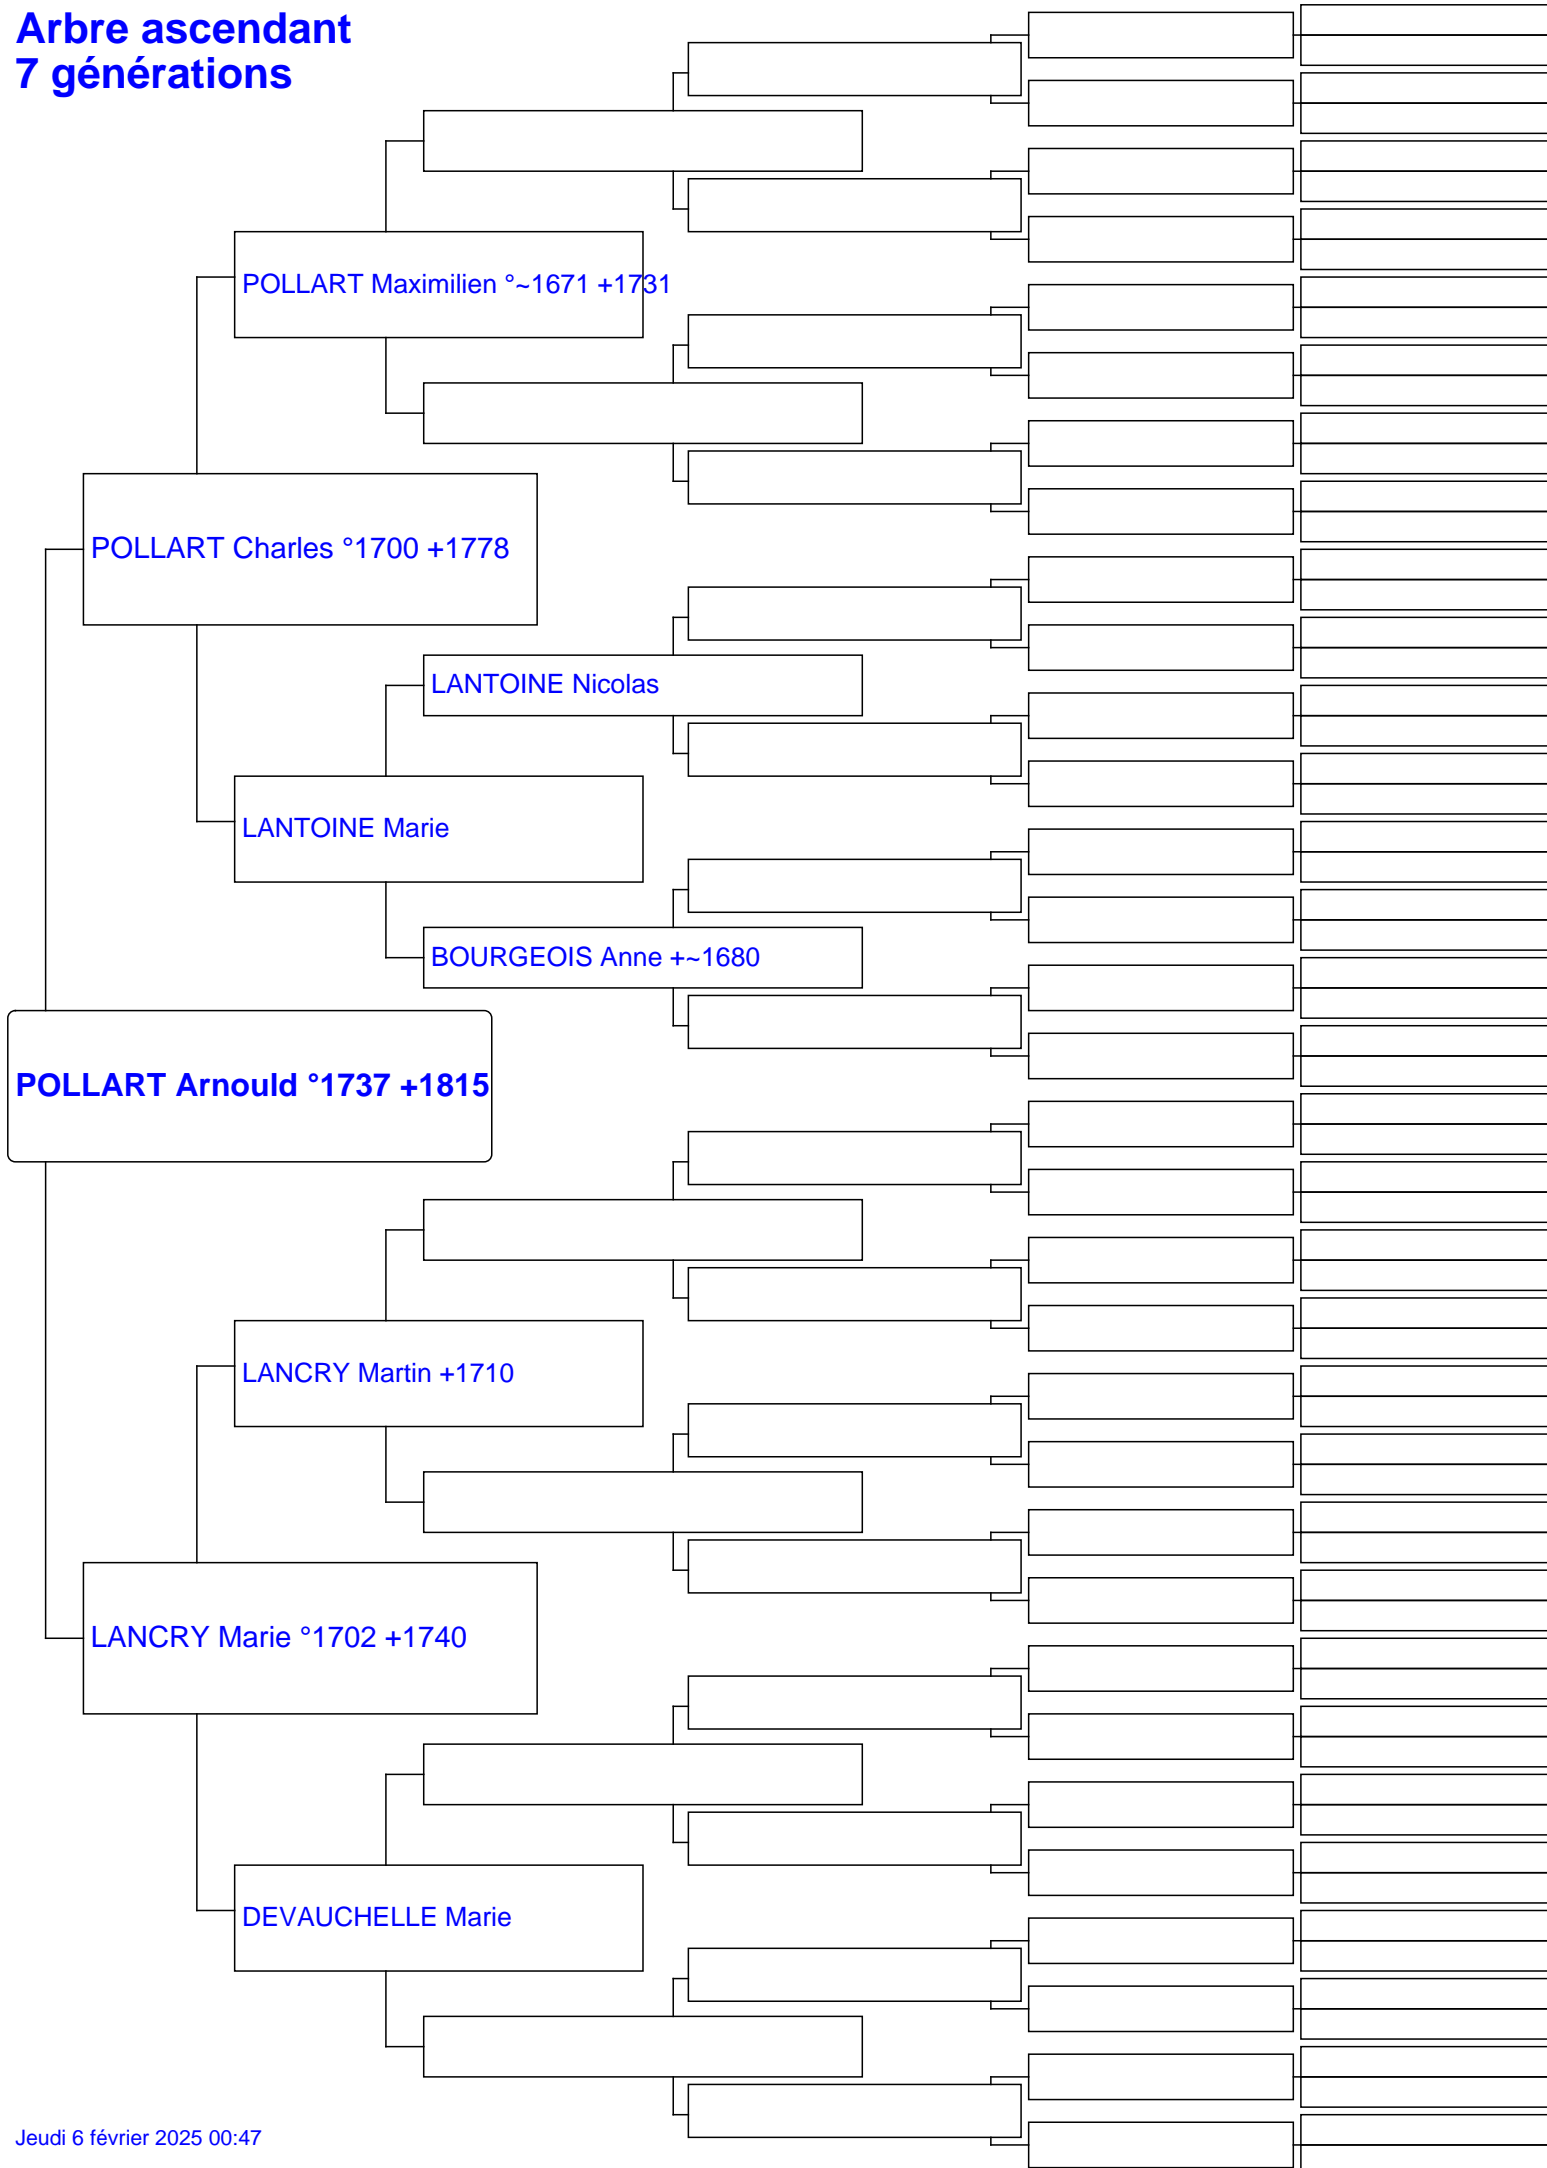 Arbre ascendant
7 générations
POLLART Maximilien °~1671 +1731
POLLART Charles °1700 +1778
LANTOINE Nicolas
LANTOINE Marie
BOURGEOIS Anne +~1680
POLLART Arnould °1737 +1815
LANCRY Martin +1710
LANCRY Marie °1702 +1740
DEVAUCHELLE Marie
Jeudi 6 février 2025 00:47